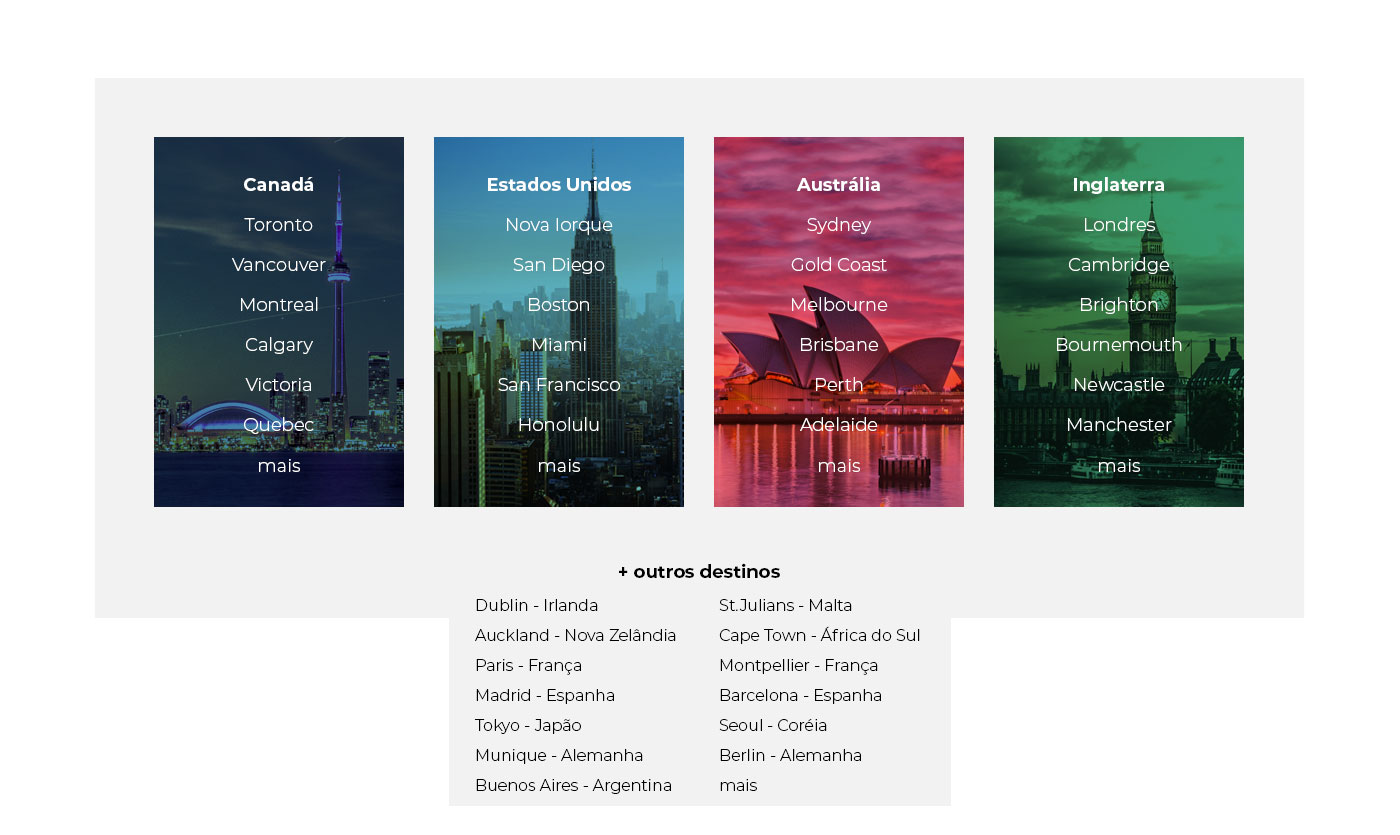 Canadá
Toronto
Vancouver
Montreal
Calgary
Victoria
Quebec
mais
Estados Unidos
Nova Iorque
San Diego
Boston
Miami
San Francisco
Honolulu
mais
Austrália
Sydney
Gold Coast
Melbourne
Brisbane
Perth
Adelaide
mais
Inglaterra
Londres
Cambridge
Brighton
Bournemouth
Newcastle
Manchester
mais
+ outros destinos
Dublin - Irlanda
Auckland - Nova Zelândia
Paris - França
Madrid - Espanha
Tokyo - Japão
Munique - Alemanha
Buenos Aires - Argentina
St.Julians - Malta
Cape Town - África do Sul
Montpellier - França
Barcelona - Espanha
Seoul - Coréia
Berlin - Alemanha
mais